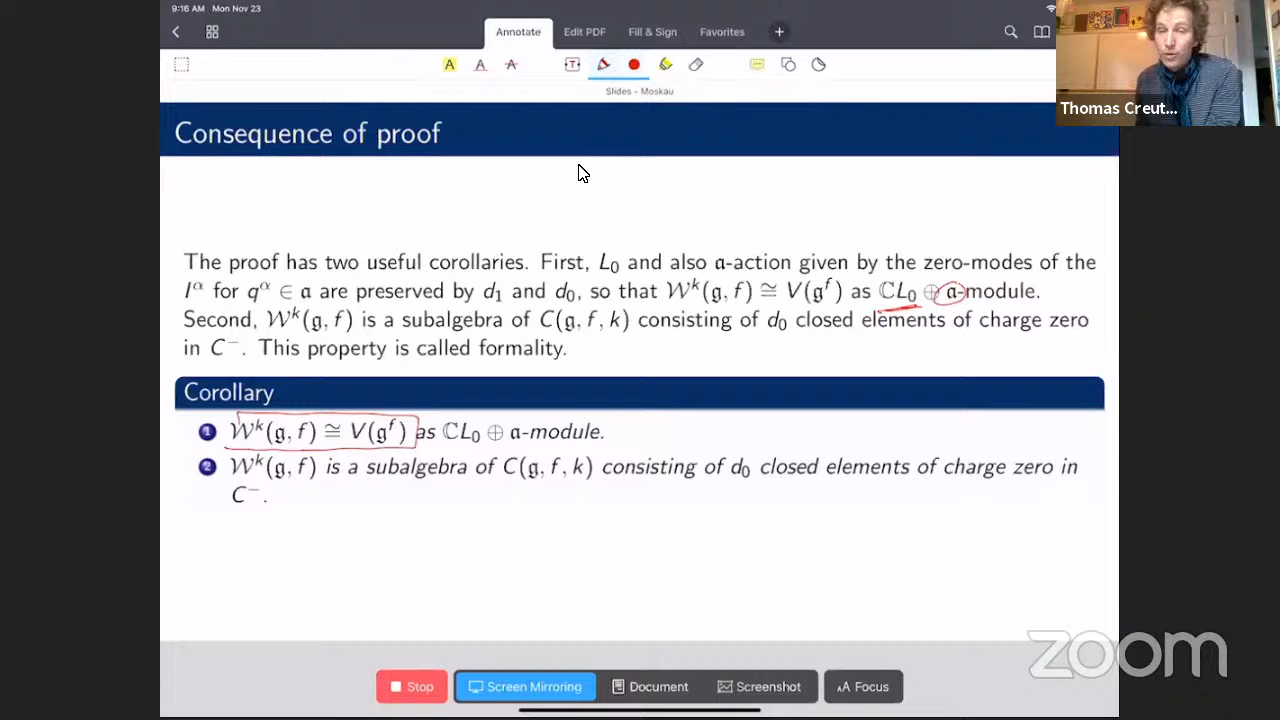 9:16 AM Mon Nov 23
Annotate Edit PDF Fill & Sign Favorites +
A A A T
Slides - Moskau
Thomas Creut...
Consequence of proof
The proof has two useful corollaries. First, L₀ and also 𝔞-action given by the zero-modes of the
I^α for q^α ∈ 𝔞 are preserved by d₁ and d₀, so that 𝒲ᵏ(𝔤, f) ≅ V(𝔤ᶠ) as ℂL₀ ⊕ 𝔞-module.
Second, 𝒲ᵏ(𝔤, f) is a subalgebra of C(𝔤, f, k) consisting of d₀ closed elements of charge zero
in C⁻. This property is called formality.
Corollary
1 𝒲ᵏ(𝔤, f) ≅ V(𝔤ᶠ) as ℂL₀ ⊕ 𝔞-module.
2 𝒲ᵏ(𝔤, f) is a subalgebra of C(𝔤, f, k) consisting of d₀ closed elements of charge zero in
C⁻.
zoom
Stop Screen Mirroring Document Screenshot AA Focus